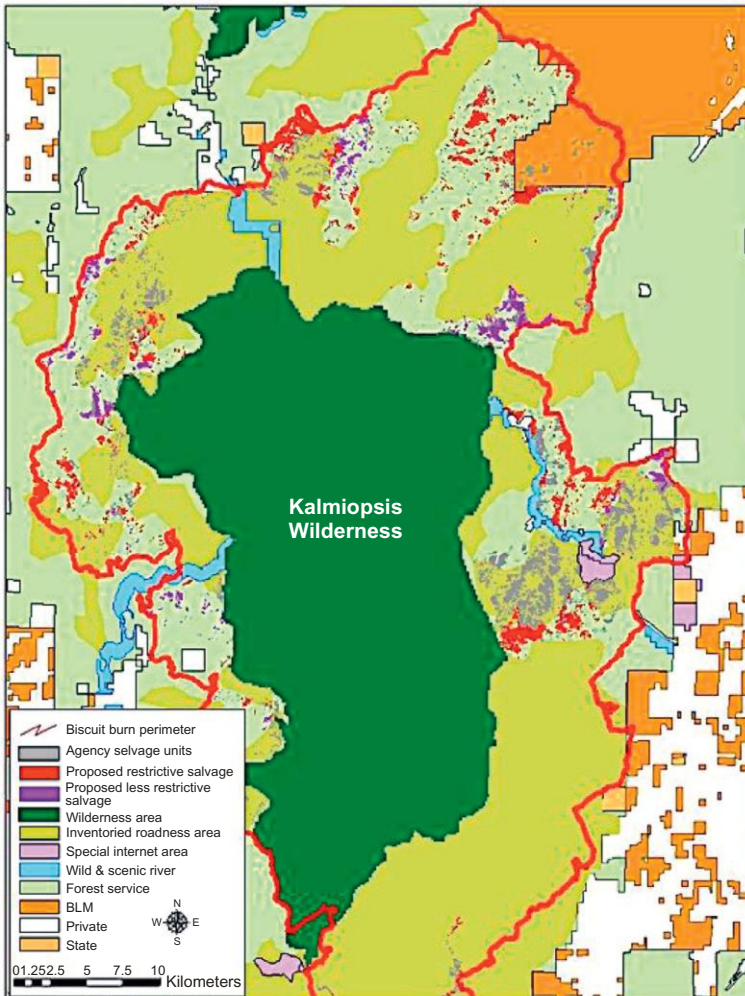 Kalmiopsis
Wilderness
Biscuit burn perimeter
Agency selvage units
Proposed restrictive salvage
Proposed less restrictive
salvage
Wilderness area
Inventoried roadness area
Special internet area
Wild & scenic river
Forest service
BLM
Private
State
N
W E
S
01.252.5 5 7.5 10
Kilometers